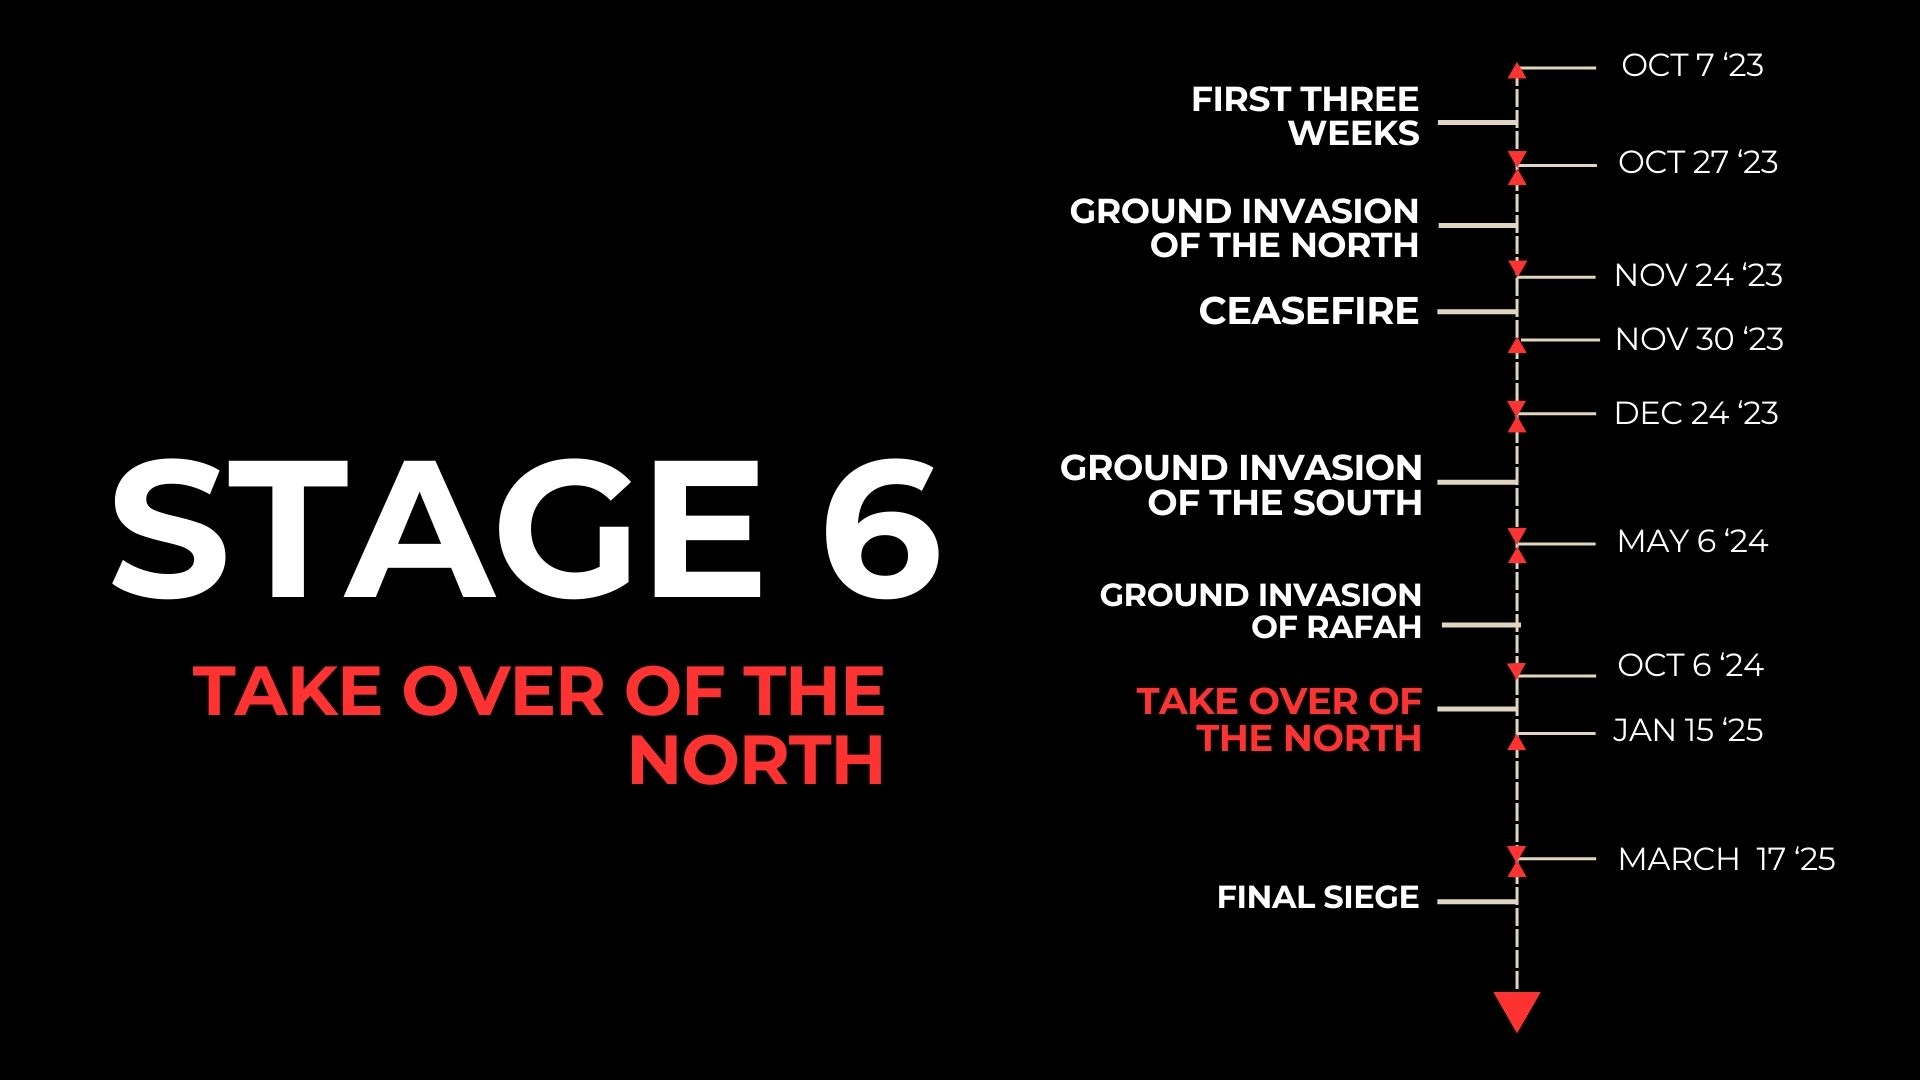 STAGE 6
TAKE OVER OF THE
NORTH
OCT 7 ‘23
FIRST THREE
WEEKS
OCT 27 ‘23
GROUND INVASION
OF THE NORTH
NOV 24 ‘23
CEASEFIRE
NOV 30 ‘23
DEC 24 ‘23
GROUND INVASION
OF THE SOUTH
MAY 6 ‘24
GROUND INVASION
OF RAFAH
OCT 6 ‘24
TAKE OVER OF
THE NORTH
JAN 15 ‘25
MARCH 17 ‘25
FINAL SIEGE